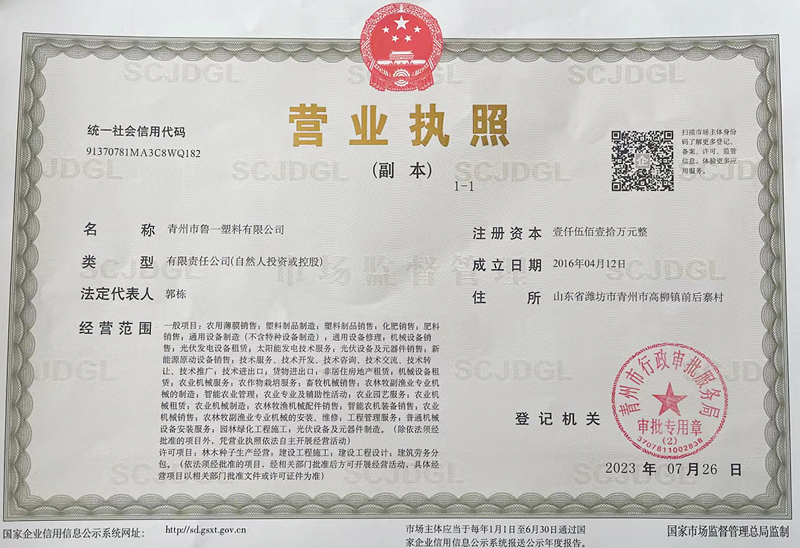 营业执照
(副 本)
1-1
统一社会信用代码
91370781MA3C8WQ182
扫描市场主体身份
码了解更多登记、
备案、许可、监管
信息，体验更多应
用服务。
名 称 青州市鲁一塑料有限公司
类 型 有限责任公司(自然人投资或控股)
法定代表人 郭栋
经营范围 一般项目：农用薄膜销售；塑料制品制造；塑料制品销售；化肥销售；肥料
销售；通用设备制造（不含特种设备制造）；通用设备修理；机械设备销
售；光伏发电设备租赁；太阳能发电技术服务；光伏设备及元器件销售；新
能源原动设备销售；技术服务、技术开发、技术咨询、技术交流、技术转
让、技术推广；技术进出口；货物进出口；非居住房地产租赁；机械设备租
赁；农业机械服务；农作物栽培服务；畜牧机械销售；农林牧副渔业专业机
械的制造；智能农业管理；农业专业及辅助性活动；农业园艺服务；农业机
械租赁；农业机械制造；农林牧渔机械配件销售；智能农机装备销售；农业
机械销售；农林牧副渔业专业机械的安装、维修；工程管理服务；普通机械
设备安装服务；园林绿化工程施工；光伏设备及元器件制造。（除依法须经
批准的项目外，凭营业执照依法自主开展经营活动）
许可项目：林木种子生产经营；建设工程施工；建设工程设计；建筑劳务分
包。（依法须经批准的项目，经相关部门批准后方可开展经营活动，具体经
营项目以相关部门批准文件或许可证件为准）
注册资本 壹仟伍佰壹拾万元整
成立日期 2016年04月12日
住 所 山东省潍坊市青州市高柳镇前后寨村
登记机关
青州市行政审批服务局
审批专用章
(2)
3707811002838
2023 年 07月26 日
国家企业信用信息公示系统网址：
http://sd.gsxt.gov.cn
市场主体应当于每年1月1日至6月30日通过国
家企业信用信息公示系统报送公示年度报告。
国家市场监督管理总局监制
SCJDGL
市场监督管理